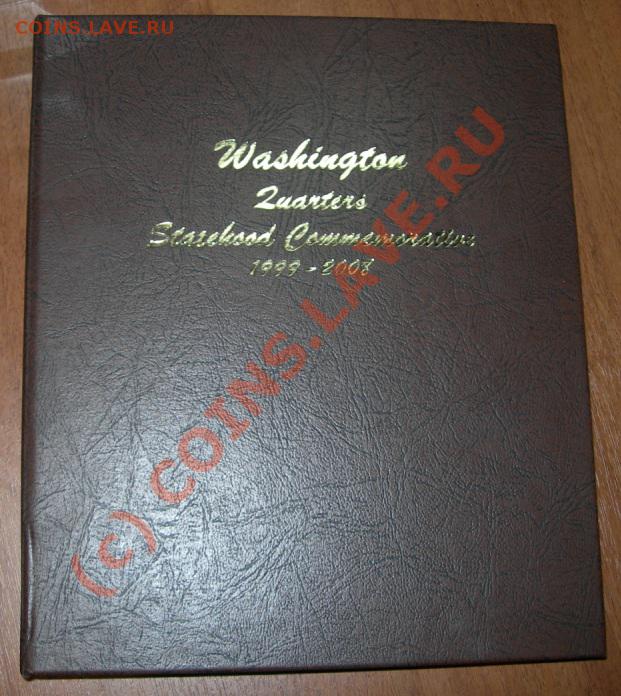 COINS.LAVE.RU
Washington
Quarters
Statehood Commemorative
1999-2008
(c) COINS.LAVE.RU